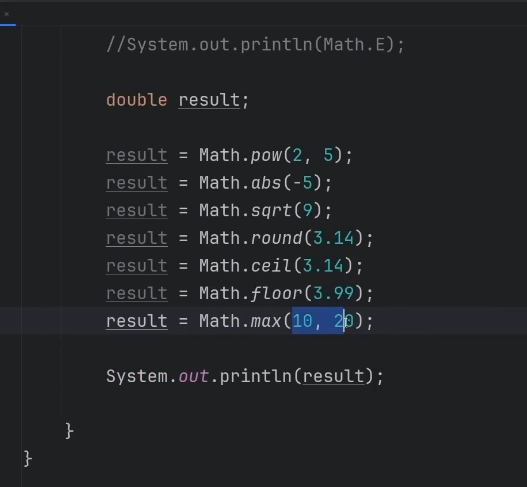 //System.out.println(Math.E);
double result;
result = Math.pow(2, 5);
result = Math.abs(-5);
result = Math.sqrt(9);
result = Math.round(3.14);
result = Math.ceil(3.14);
result = Math.floor(3.99);
result = Math.max(10, 20);
System.out.println(result);
}
}